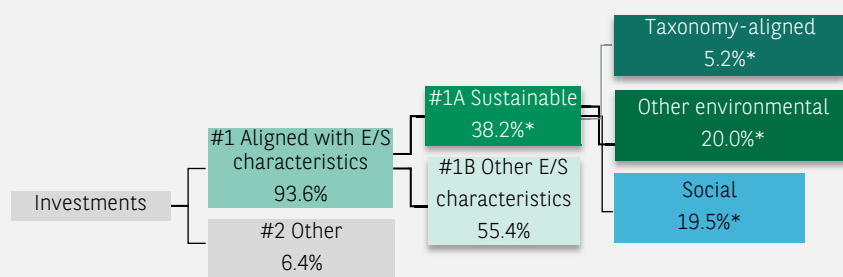 Investments
#1 Aligned with E/S
characteristics
93.6%
#2 Other
6.4%
#1A Sustainable
38.2%*
#1B Other E/S
characteristics
55.4%
Taxonomy-aligned
5.2%*
Other environmental
20.0%*
Social
19.5%*